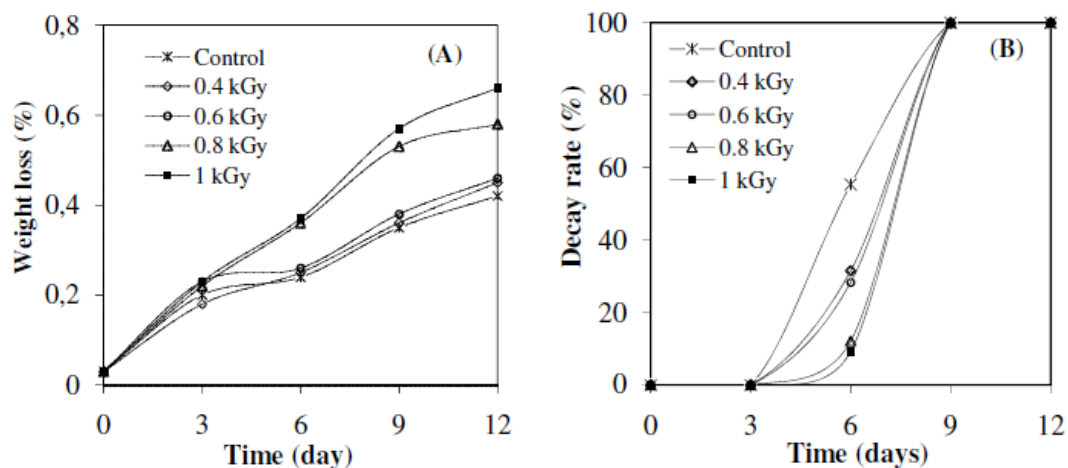 0,8
0,6
0,4
0,2
0
Weight loss (%)
(A)
Control
0.4 kGy
0.6 kGy
0.8 kGy
1 kGy
0 3 6 9 12
Time (day)
100
80
60
40
20
0
Decay rate (%)
(B)
Control
0.4 kGy
0.6 kGy
0.8 kGy
1 kGy
0 3 6 9 12
Time (days)